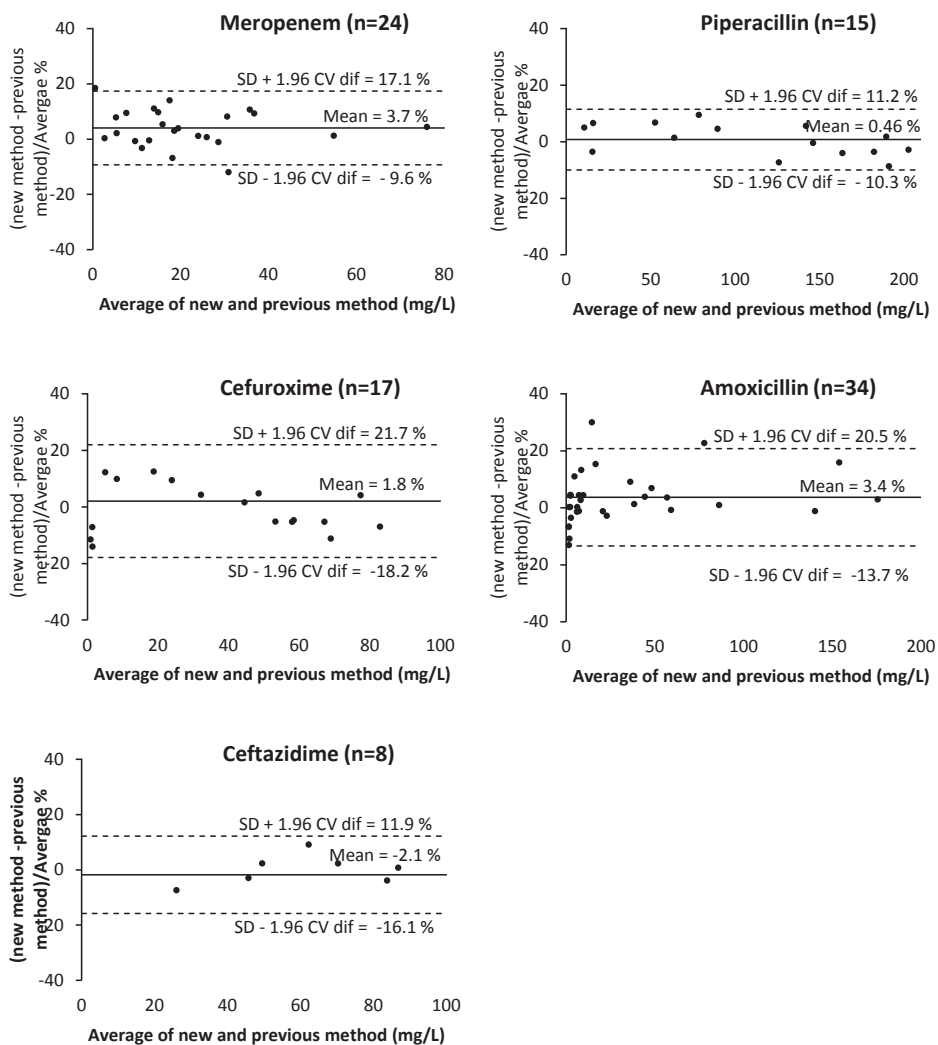 Meropenem (n=24)
40
20
0
-20
-40
(new method -previous
method)/Avergae %
SD + 1.96 CV dif = 17.1 %
Mean = 3.7 %
SD - 1.96 CV dif = - 9.6 %
0 20 40 60 80
Average of new and previous method (mg/L)
Piperacillin (n=15)
40
20
0
-20
-40
(new method -previous
method)/Avergae %
SD + 1.96 CV dif = 11.2 %
Mean = 0.46 %
SD - 1.96 CV dif = - 10.3 %
0 50 100 150 200
Average of new and previous method (mg/L)
Cefuroxime (n=17)
40
20
0
-20
-40
(new method -previous
method)/Avergae %
SD + 1.96 CV dif = 21.7 %
Mean = 1.8 %
SD - 1.96 CV dif = -18.2 %
0 20 40 60 80 100
Average of new and previous method (mg/L)
Amoxicillin (n=34)
40
20
0
-20
-40
(new method -previous
method)/Avergae %
SD + 1.96 CV dif = 20.5 %
Mean = 3.4 %
SD - 1.96 CV dif = -13.7 %
0 50 100 150 200
Average of new and previous method (mg/L)
Ceftazidime (n=8)
40
20
0
-20
-40
(new method -previous
method)/Avergae %
SD + 1.96 CV dif = 11.9 %
Mean = -2.1 %
SD - 1.96 CV dif = -16.1 %
0 20 40 60 80 100
Average of new and previous method (mg/L)